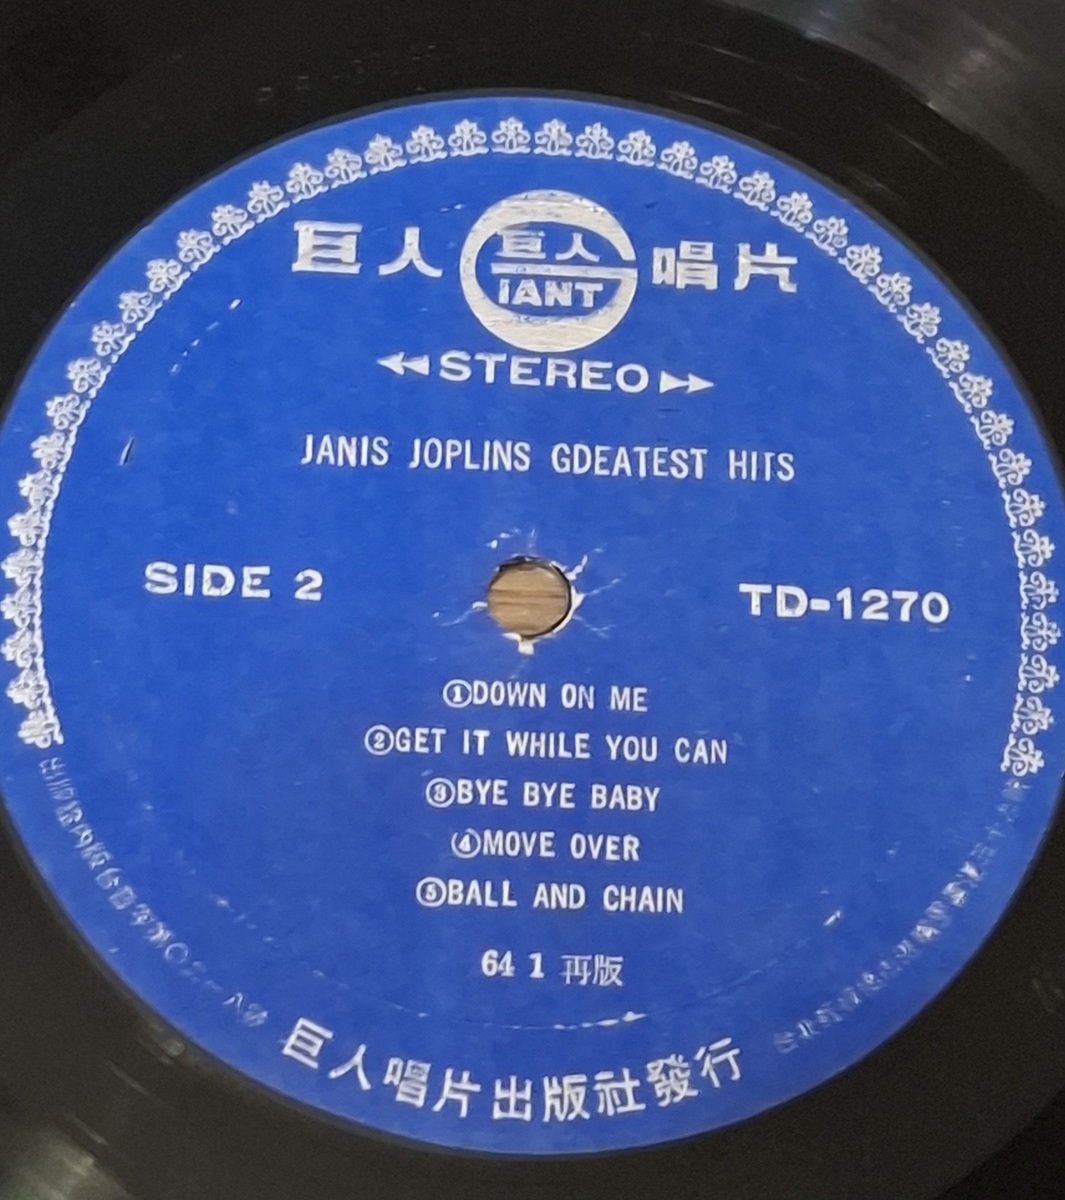 巨人 巨人 GIANT 唱片
STEREO
JANIS JOPLINS GDEATEST HITS
SIDE 2
TD-1270
①DOWN ON ME
②GET IT WHILE YOU CAN
③BYE BYE BABY
④MOVE OVER
⑤BALL AND CHAIN
64 1 再版
巨人唱片出版社發行